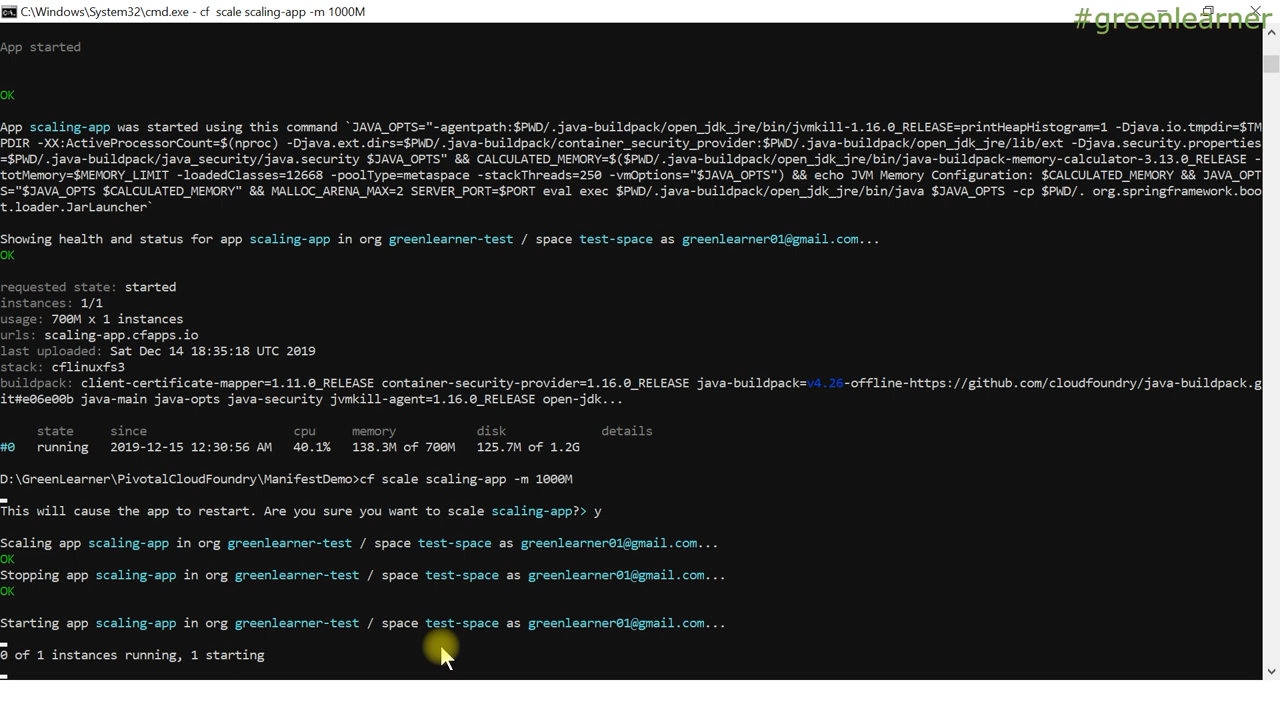 C:\Windows\System32\cmd.exe - cf  scale scaling-app -m 1000M
#greenlearner
App started
OK
App scaling-app was started using this command `JAVA_OPTS="-agentpath:$PWD/.java-buildpack/open_jdk_jre/bin/jvmkill-1.16.0_RELEASE=printHeapHistogram=1 -Djava.io.tmpdir=$TM
PDIR -XX:ActiveProcessorCount=$(nproc) -Djava.ext.dirs=$PWD/.java-buildpack/container_security_provider:$PWD/.java-buildpack/open_jdk_jre/lib/ext -Djava.security.properties
=$PWD/.java-buildpack/java_security/java.security $JAVA_OPTS" && CALCULATED_MEMORY=$($PWD/.java-buildpack/open_jdk_jre/bin/java-buildpack-memory-calculator-3.13.0_RELEASE -
totMemory=$MEMORY_LIMIT -loadedClasses=12668 -poolType=metaspace -stackThreads=250 -vmOptions="$JAVA_OPTS") && echo JVM Memory Configuration: $CALCULATED_MEMORY && JAVA_OPT
S="$JAVA_OPTS $CALCULATED_MEMORY" && MALLOC_ARENA_MAX=2 SERVER_PORT=$PORT eval exec $PWD/.java-buildpack/open_jdk_jre/bin/java $JAVA_OPTS -cp $PWD/. org.springframework.boo
t.loader.JarLauncher`
Showing health and status for app scaling-app in org greenlearner-test / space test-space as greenlearner01@gmail.com...
OK
requested state: started
instances: 1/1
usage: 700M x 1 instances
urls: scaling-app.cfapps.io
last uploaded: Sat Dec 14 18:35:18 UTC 2019
stack: cflinuxfs3
buildpack: client-certificate-mapper=1.11.0_RELEASE container-security-provider=1.16.0_RELEASE java-buildpack=v4.26-offline-https://github.com/cloudfoundry/java-buildpack.g
it#e06e00b java-main java-opts java-security jvmkill-agent=1.16.0_RELEASE open-jdk...
state since cpu memory disk details
#0 running 2019-12-15 12:30:56 AM 40.1% 138.3M of 700M 125.7M of 1.2G
D:\GreenLearner\PivotalCloudFoundry\ManifestDemo>cf scale scaling-app -m 1000M
This will cause the app to restart. Are you sure you want to scale scaling-app?> y
Scaling app scaling-app in org greenlearner-test / space test-space as greenlearner01@gmail.com...
OK
Stopping app scaling-app in org greenlearner-test / space test-space as greenlearner01@gmail.com...
OK
Starting app scaling-app in org greenlearner-test / space test-space as greenlearner01@gmail.com...
0 of 1 instances running, 1 starting